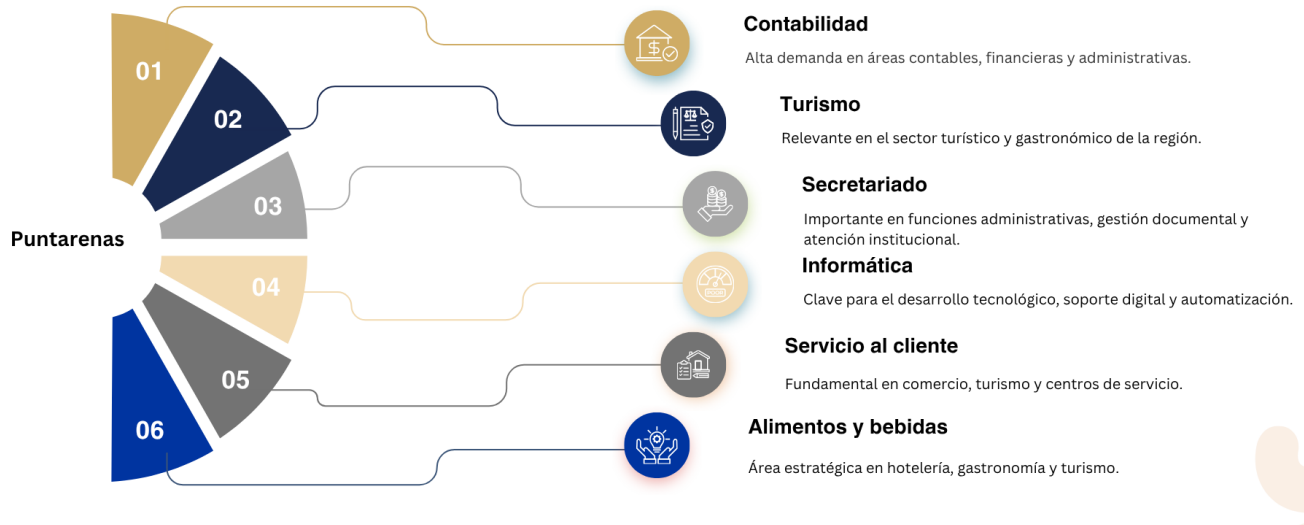 Puntarenas
01
Contabilidad
Alta demanda en áreas contables, financieras y administrativas.
02
Turismo
Relevante en el sector turístico y gastronómico de la región.
03
Secretariado
Importante en funciones administrativas, gestión documental y
atención institucional.
04
Informática
Clave para el desarrollo tecnológico, soporte digital y automatización.
05
Servicio al cliente
Fundamental en comercio, turismo y centros de servicio.
06
Alimentos y bebidas
Área estratégica en hotelería, gastronomía y turismo.